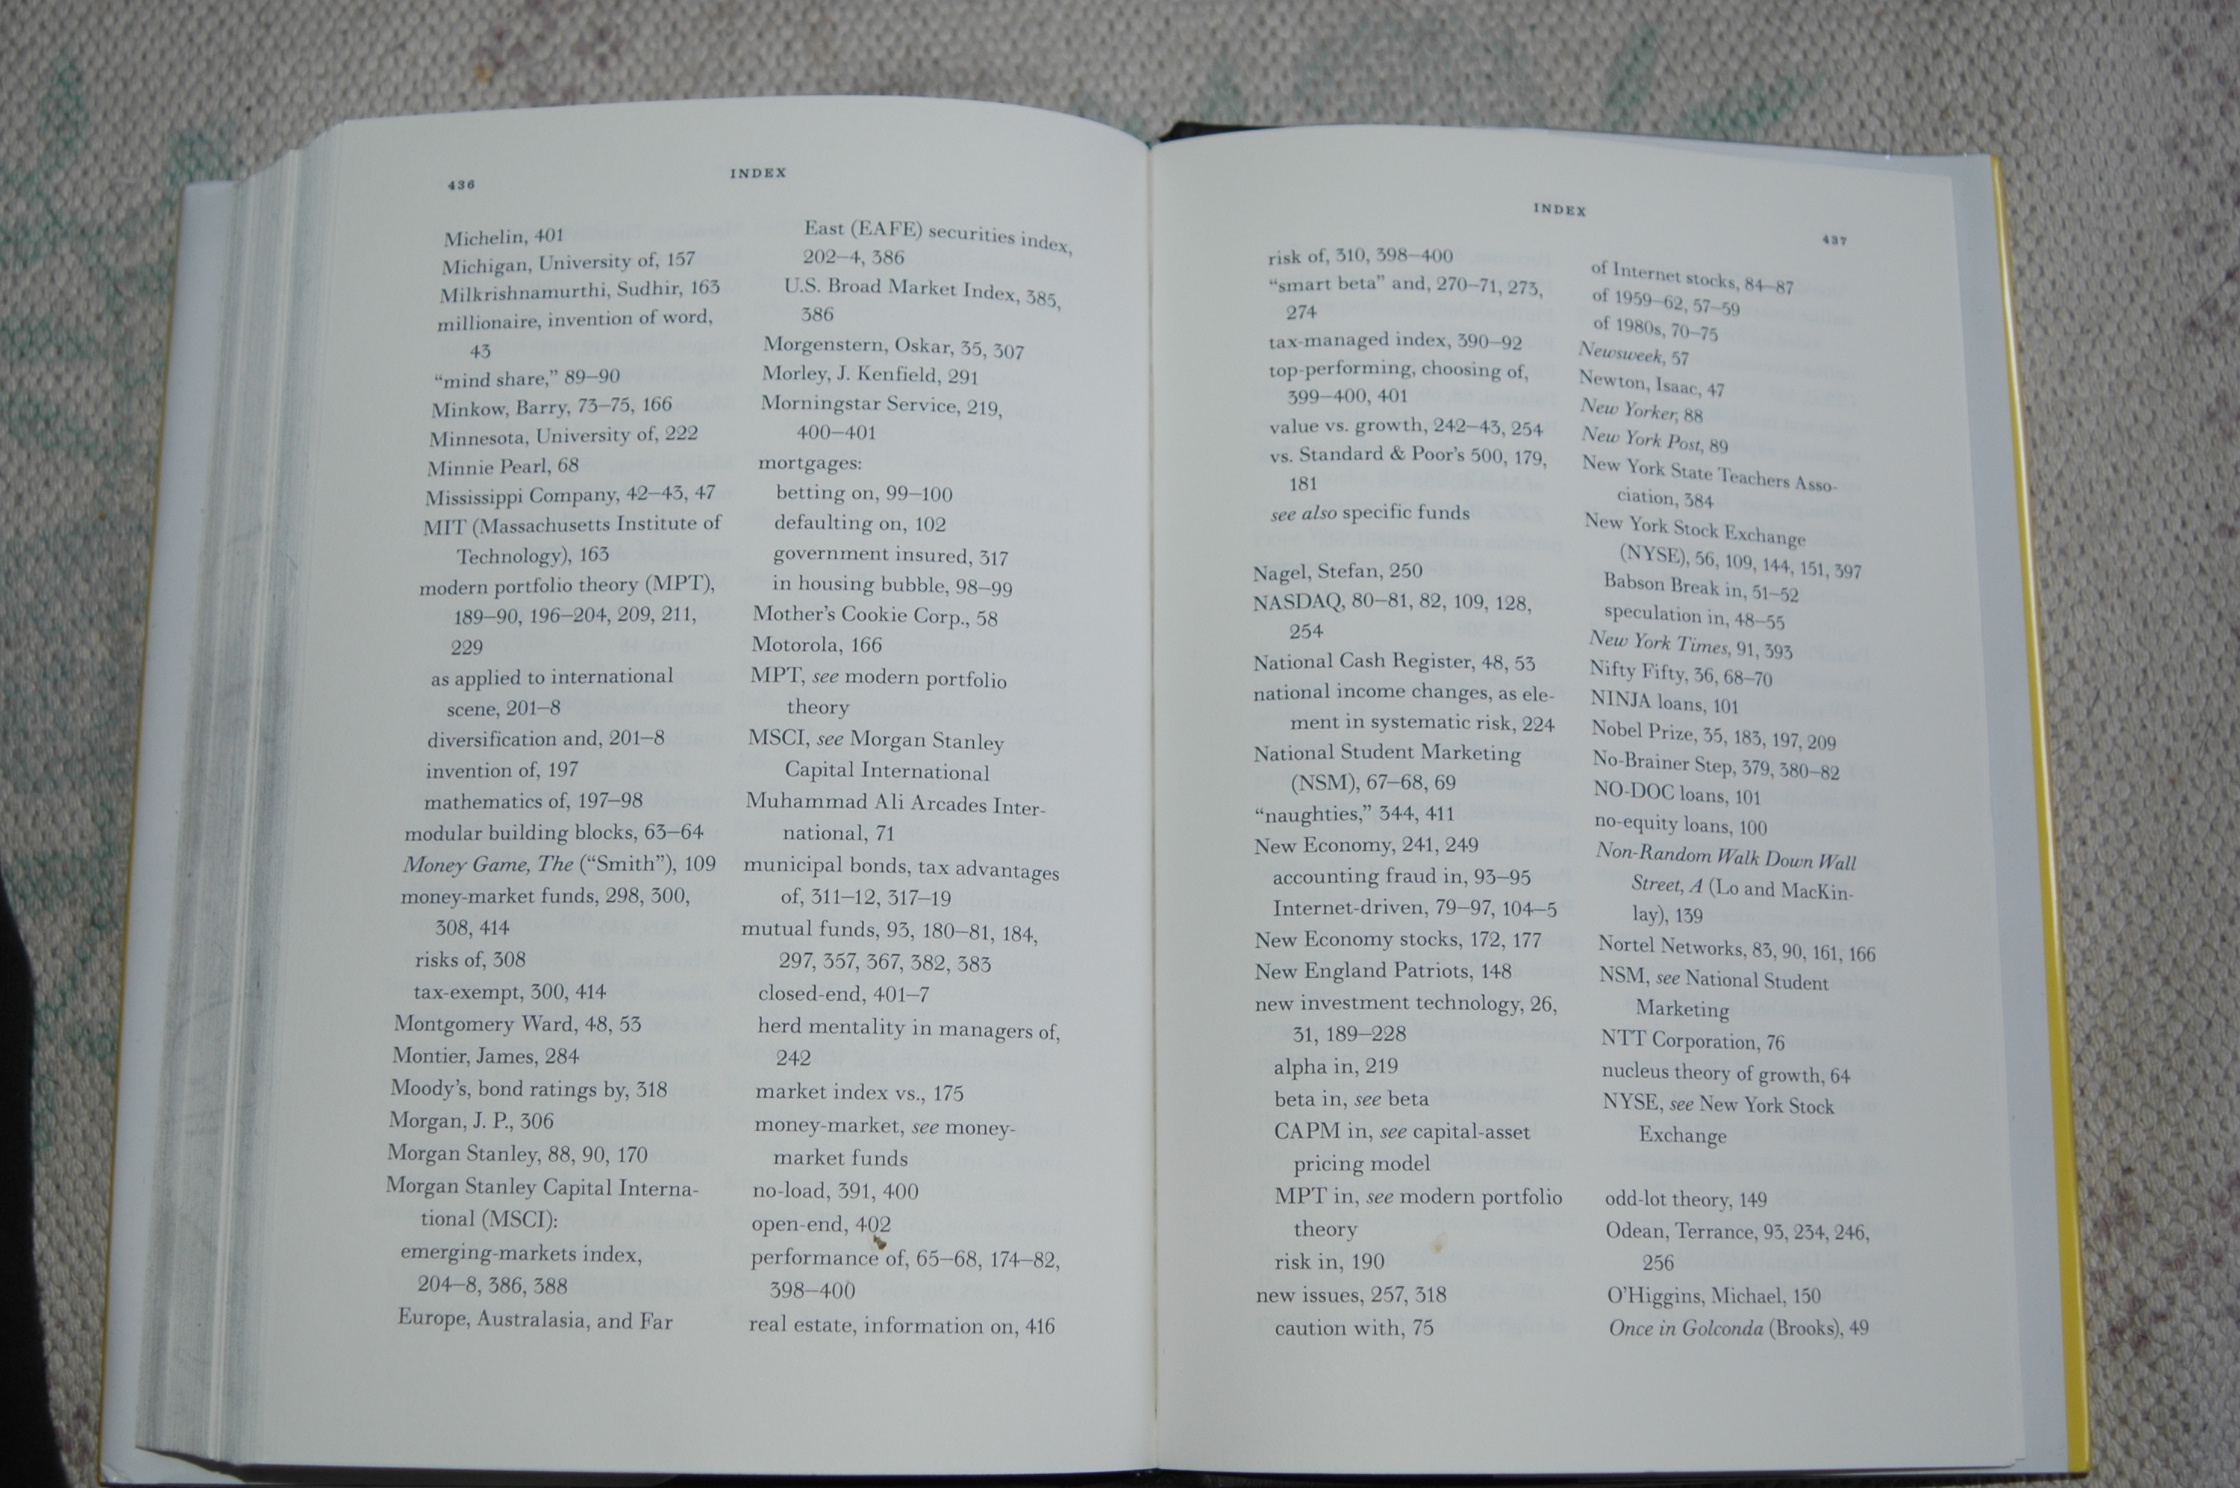 436
INDEX
Michelin, 401
Michigan, University of, 157
Milkrishnamurthi, Sudhir, 163
millionaire, invention of word,
43
“mind share,” 89–90
Minkow, Barry, 73–75, 166
Minnesota, University of, 222
Minnie Pearl, 68
Mississippi Company, 42–43, 47
MIT (Massachusetts Institute of
Technology), 163
modern portfolio theory (MPT),
189–90, 196–204, 209, 211,
229
as applied to international
scene, 201–8
diversification and, 201–8
invention of, 197
mathematics of, 197–98
modular building blocks, 63–64
Money Game, The (“Smith”), 109
money-market funds, 298, 300,
308, 414
risks of, 308
tax-exempt, 300, 414
Montgomery Ward, 48, 53
Montier, James, 284
Moody’s, bond ratings by, 318
Morgan, J. P., 306
Morgan Stanley, 88, 90, 170
Morgan Stanley Capital Interna-
tional (MSCI):
emerging-markets index,
204–8, 386, 388
Europe, Australasia, and Far
East (EAFE) securities index,
202–4, 386
U.S. Broad Market Index, 385,
386
Morgenstern, Oskar, 35, 307
Morley, J. Kenfield, 291
Morningstar Service, 219,
400–401
mortgages:
betting on, 99–100
defaulting on, 102
government insured, 317
in housing bubble, 98–99
Mother’s Cookie Corp., 58
Motorola, 166
MPT, see modern portfolio
theory
MSCI, see Morgan Stanley
Capital International
Muhammad Ali Arcades Inter-
national, 71
municipal bonds, tax advantages
of, 311–12, 317–19
mutual funds, 93, 180–81, 184,
297, 357, 367, 382, 383
closed-end, 401–7
herd mentality in managers of,
242
market index vs., 175
money-market, see money-
market funds
no-load, 391, 400
open-end, 402
performance of, 65–68, 174–82,
398–400
real estate, information on, 416
INDEX
437
risk of, 310, 398–400
“smart beta” and, 270–71, 273,
274
tax-managed index, 390–92
top-performing, choosing of,
399–400, 401
value vs. growth, 242–43, 254
vs. Standard & Poor’s 500, 179,
181
see also specific funds
Nagel, Stefan, 250
NASDAQ, 80–81, 82, 109, 128,
254
National Cash Register, 48, 53
national income changes, as ele-
ment in systematic risk, 224
National Student Marketing
(NSM), 67–68, 69
“naughties,” 344, 411
New Economy, 241, 249
accounting fraud in, 93–95
Internet-driven, 79–97, 104–5
New Economy stocks, 172, 177
New England Patriots, 148
new investment technology, 26,
31, 189–228
alpha in, 219
beta in, see beta
CAPM in, see capital-asset
pricing model
MPT in, see modern portfolio
theory
risk in, 190
new issues, 257, 318
caution with, 75
of Internet stocks, 84–87
of 1959–62, 57–59
of 1980s, 70–75
Newsweek, 57
Newton, Isaac, 47
New Yorker, 88
New York Post, 89
New York State Teachers Asso-
ciation, 384
New York Stock Exchange
(NYSE), 56, 109, 144, 151, 397
Babson Break in, 51–52
speculation in, 48–55
New York Times, 91, 393
Nifty Fifty, 36, 68–70
NINJA loans, 101
Nobel Prize, 35, 183, 197, 209
No-Brainer Step, 379, 380–82
NO-DOC loans, 101
no-equity loans, 100
Non-Random Walk Down Wall
Street, A (Lo and MacKin-
lay), 139
Nortel Networks, 83, 90, 161, 166
NSM, see National Student
Marketing
NTT Corporation, 76
nucleus theory of growth, 64
NYSE, see New York Stock
Exchange
odd-lot theory, 149
Odean, Terrance, 93, 234, 246,
256
O’Higgins, Michael, 150
Once in Golconda (Brooks), 49